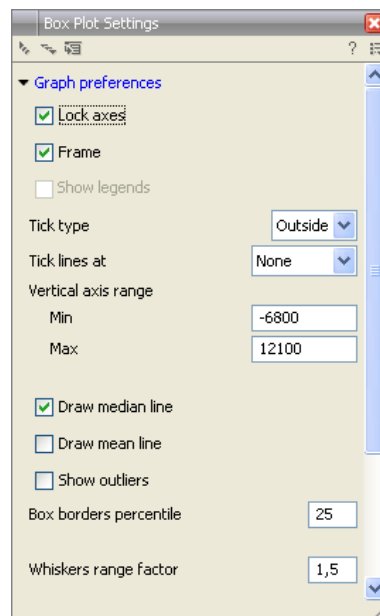 Box Plot Settings
?
Graph preferences
Lock axes
Frame
Show legends
Tick type Outside
Tick lines at None
Vertical axis range
Min -6800
Max 12100
Draw median line
Draw mean line
Show outliers
Box borders percentile 25
Whiskers range factor 1,5